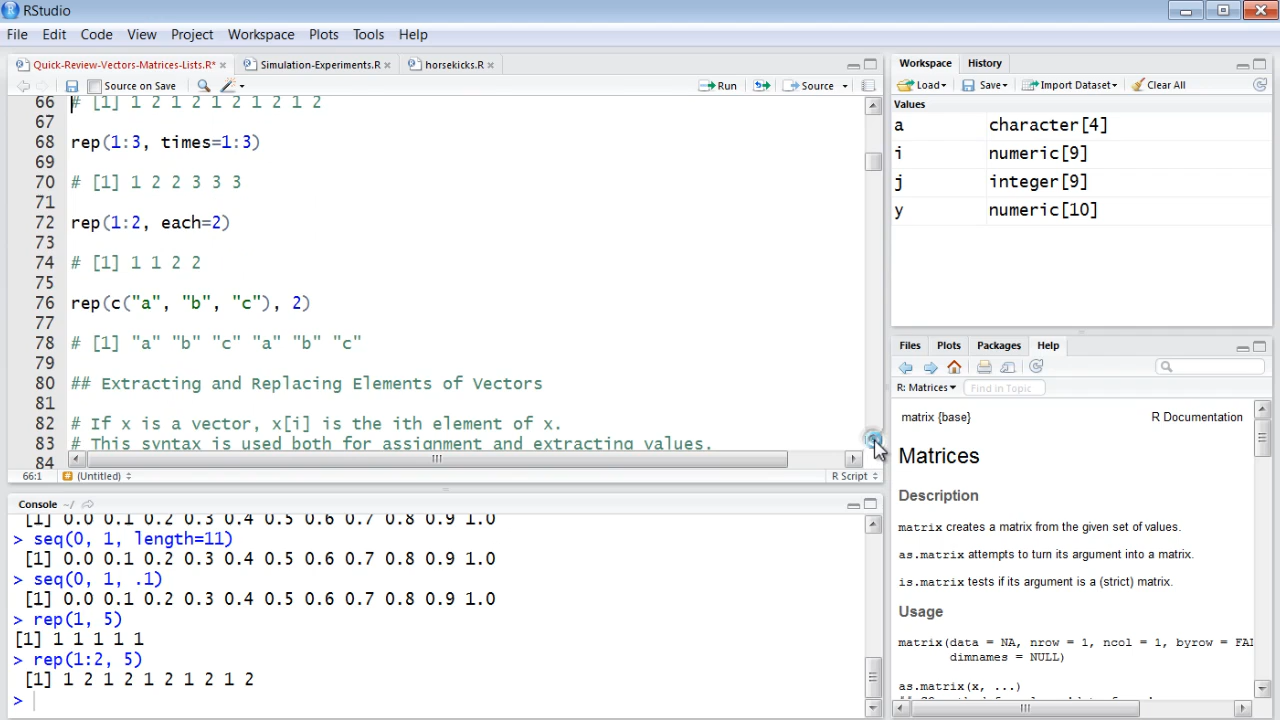 RStudio
File Edit Code View Project Workspace Plots Tools Help
Quick-Review-Vectors-Matrices-Lists.R* Simulation-Experiments.R horsekicks.R
Source on Save Run Source
66 # [1] 1 2 1 2 1 2 1 2 1 2
67
68 rep(1:3, times=1:3)
69
70 # [1] 1 2 2 3 3 3
71
72 rep(1:2, each=2)
73
74 # [1] 1 1 2 2
75
76 rep(c("a", "b", "c"), 2)
77
78 # [1] "a" "b" "c" "a" "b" "c"
79
80 ## Extracting and Replacing Elements of Vectors
81
82 # If x is a vector, x[i] is the ith element of x.
83 # This syntax is used both for assignment and extracting values.
84
66:1 (Untitled) R Script
Console ~/
[1] 0.0 0.1 0.2 0.3 0.4 0.5 0.6 0.7 0.8 0.9 1.0
> seq(0, 1, length=11)
[1] 0.0 0.1 0.2 0.3 0.4 0.5 0.6 0.7 0.8 0.9 1.0
> seq(0, 1, .1)
[1] 0.0 0.1 0.2 0.3 0.4 0.5 0.6 0.7 0.8 0.9 1.0
> rep(1, 5)
[1] 1 1 1 1 1
> rep(1:2, 5)
[1] 1 2 1 2 1 2 1 2 1 2
>
Workspace History
Load Save Import Dataset Clear All
Values
a character[4]
i numeric[9]
j integer[9]
y numeric[10]
Files Plots Packages Help
R: Matrices Find in Topic
matrix {base} R Documentation
Matrices
Description
matrix creates a matrix from the given set of values.
as.matrix attempts to turn its argument into a matrix.
is.matrix tests if its argument is a (strict) matrix.
Usage
matrix(data = NA, nrow = 1, ncol = 1, byrow = FA
dimnames = NULL)
as.matrix(x, ...)